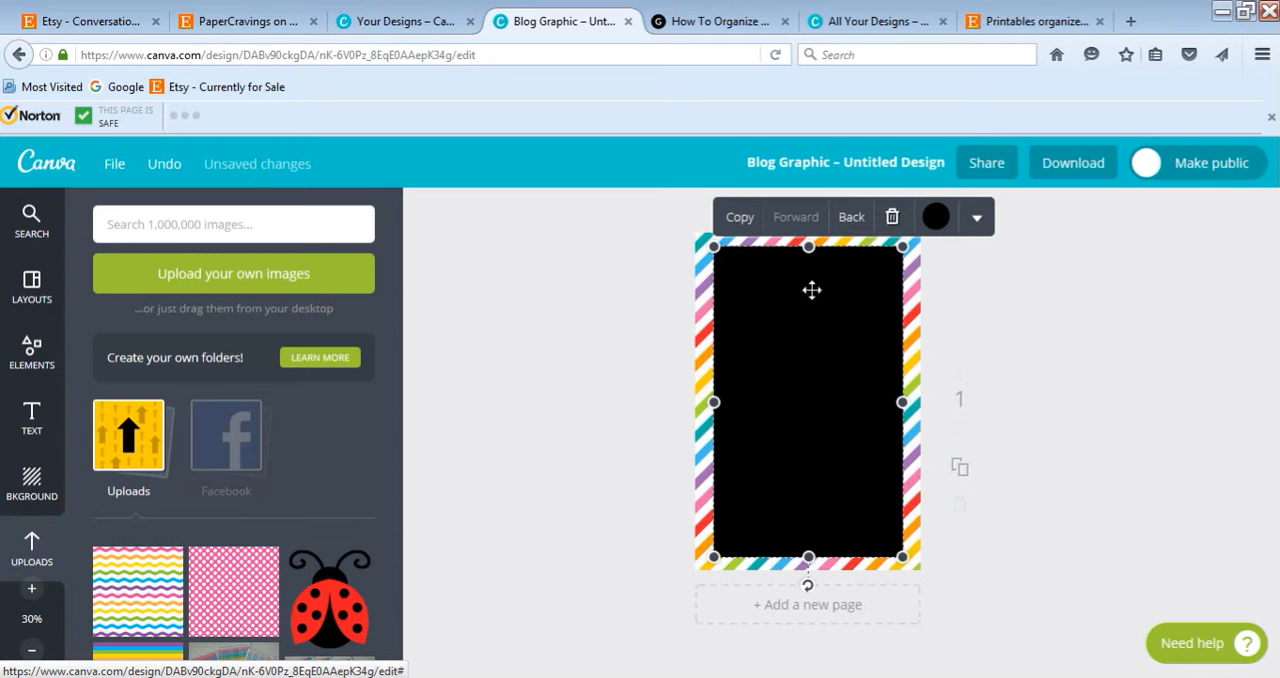 Etsy - Conversatio...
PaperCravings on ...
Your Designs – Ca...
Blog Graphic – Unt...
How To Organize ...
All Your Designs – ...
Printables organize...
https://www.canva.com/design/DABv90ckgDA/nK-6V0Pz_8EqE0AAepK34g/edit
Search
Most Visited
Google
Etsy - Currently for Sale
Norton
THIS PAGE IS
SAFE
Canva
File
Undo
Unsaved changes
Blog Graphic – Untitled Design
Share
Download
Make public
SEARCH
LAYOUTS
ELEMENTS
TEXT
BKGROUND
UPLOADS
30%
Search 1,000,000 images...
Upload your own images
...or just drag them from your desktop
Create your own folders!
LEARN MORE
Uploads
Facebook
Copy
Forward
Back
1
+ Add a new page
Need help ?
https://www.canva.com/design/DABv90ckgDA/nK-6V0Pz_8EqE0AAepK34g/edit#